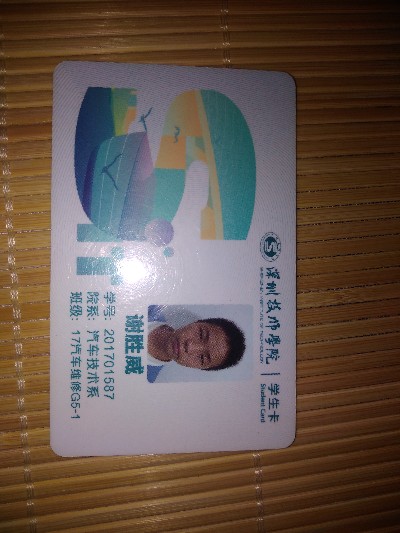 深圳技师学院
学生卡
Student Card
谢胜威
学号: 201701587
院系: 汽车技术系
班级: 17汽车维修G5-1